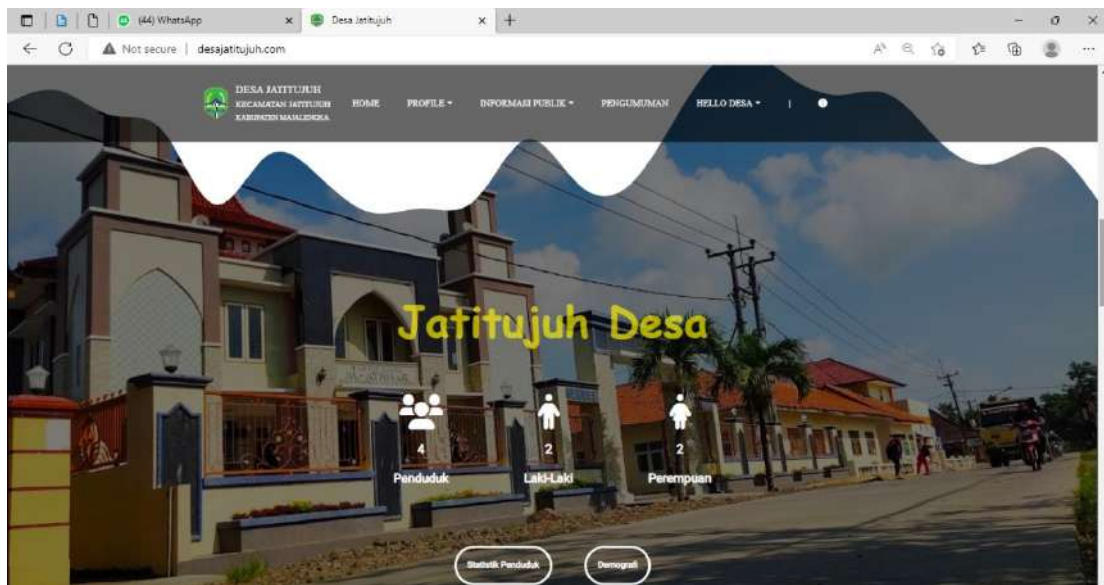 (44) WhatsApp
Desa Jatitujuh
Not secure | desajatitujuh.com
DESA JATITUJUH
KECAMATAN JATITUJUH
KABUPATEN MAJALENGKA
HOME PROFILE INFORMASI PUBLIK PENGUMUMAN HELLO DESA |
Jatitujuh Desa
4 2 2
Penduduk Laki-Laki Perempuan
Statistik Penduduk Demografi